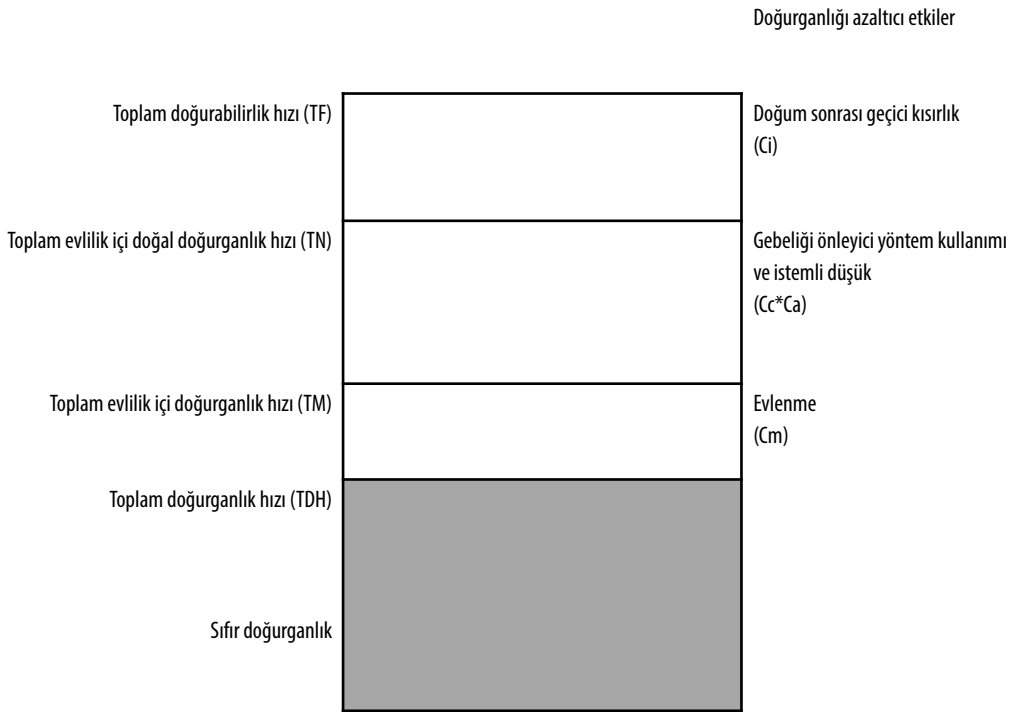 Doğurganlığı azaltıcı etkiler
Toplam doğurabilirlik hızı (TF)
Doğum sonrası geçici kısırlık
(Ci)
Toplam evlilik içi doğal doğurganlık hızı (TN)
Gebeliği önleyici yöntem kullanımı
ve istemli düşük
(Cc*Ca)
Toplam evlilik içi doğurganlık hızı (TM)
Evlenme
(Cm)
Toplam doğurganlık hızı (TDH)
Sıfır doğurganlık